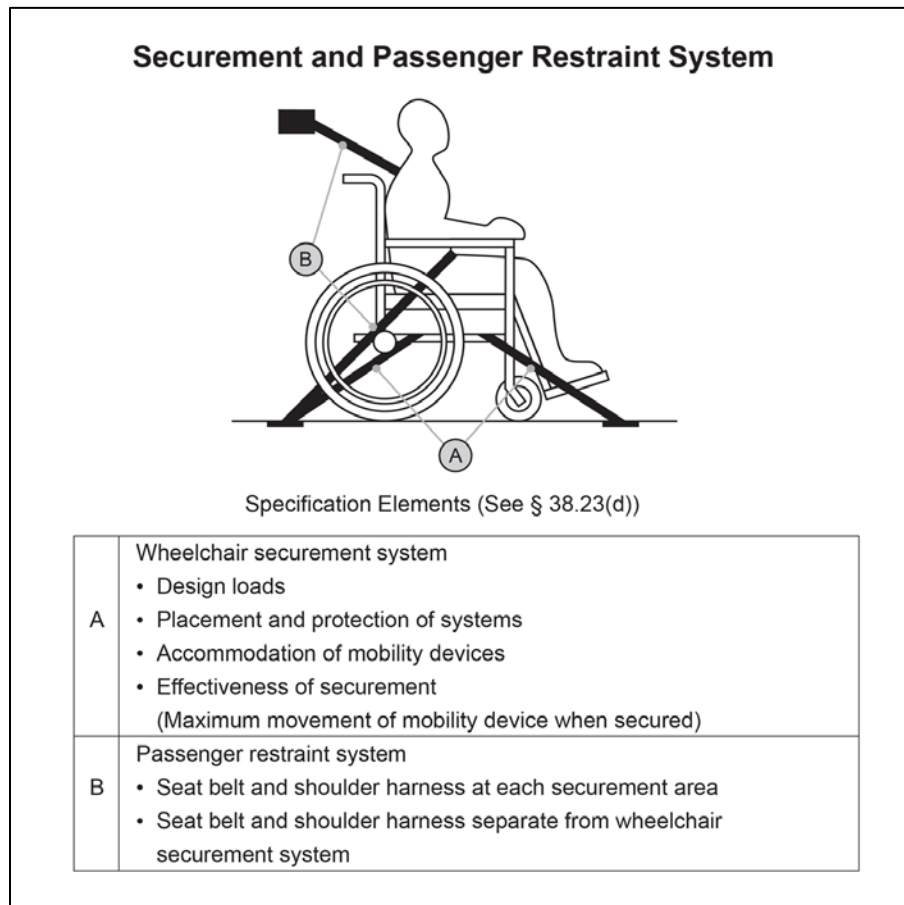 Securement and Passenger Restraint System
B
A
Specification Elements (See § 38.23(d))
A
Wheelchair securement system
• Design loads
• Placement and protection of systems
• Accommodation of mobility devices
• Effectiveness of securement
(Maximum movement of mobility device when secured)
B
Passenger restraint system
• Seat belt and shoulder harness at each securement area
• Seat belt and shoulder harness separate from wheelchair
securement system